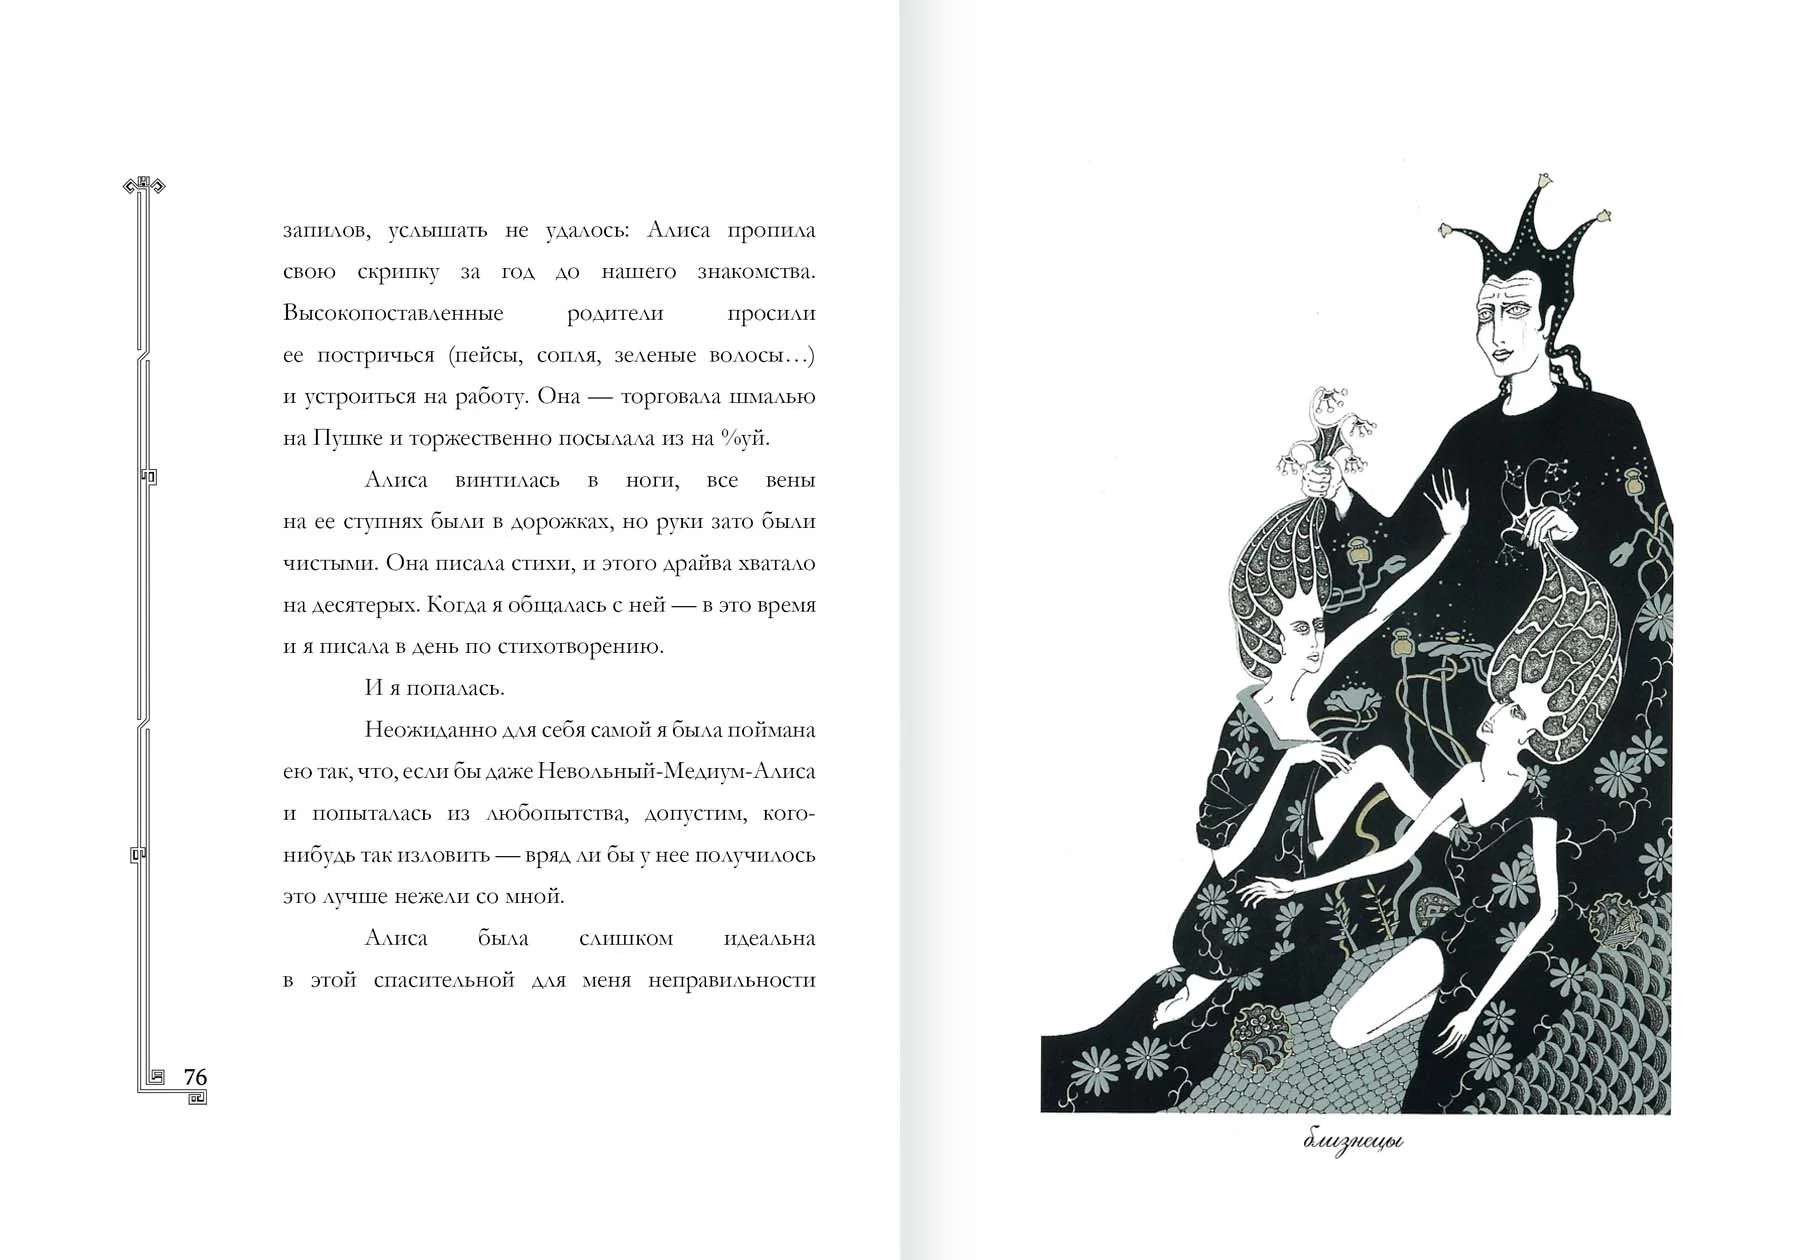 запилов, услышать не удалось: Алиса пропила
свою скрипку за год до нашего знакомства.
Высокопоставленные родители просили
ее постричься (пейсы, сопля, зеленые волосы…)
и устроиться на работу. Она — торговала шмалью
на Пушке и торжественно посылала из на %уй.
Алиса винтилась в ноги, все вены
на ее ступнях были в дорожках, но руки зато были
чистыми. Она писала стихи, и этого драйва хватало
на десятерых. Когда я общалась с ней — в это время
и я писала в день по стихотворению.
И я попалась.
Неожиданно для себя самой я была поймана
ею так, что, если бы даже Невольный-Медиум-Алиса
и попыталась из любопытства, допустим, кого-
нибудь так изловить — вряд ли бы у нее получилось
это лучше нежели со мной.
Алиса была слишком идеальна
в этой спасительной для меня неправильности
76
близнецы